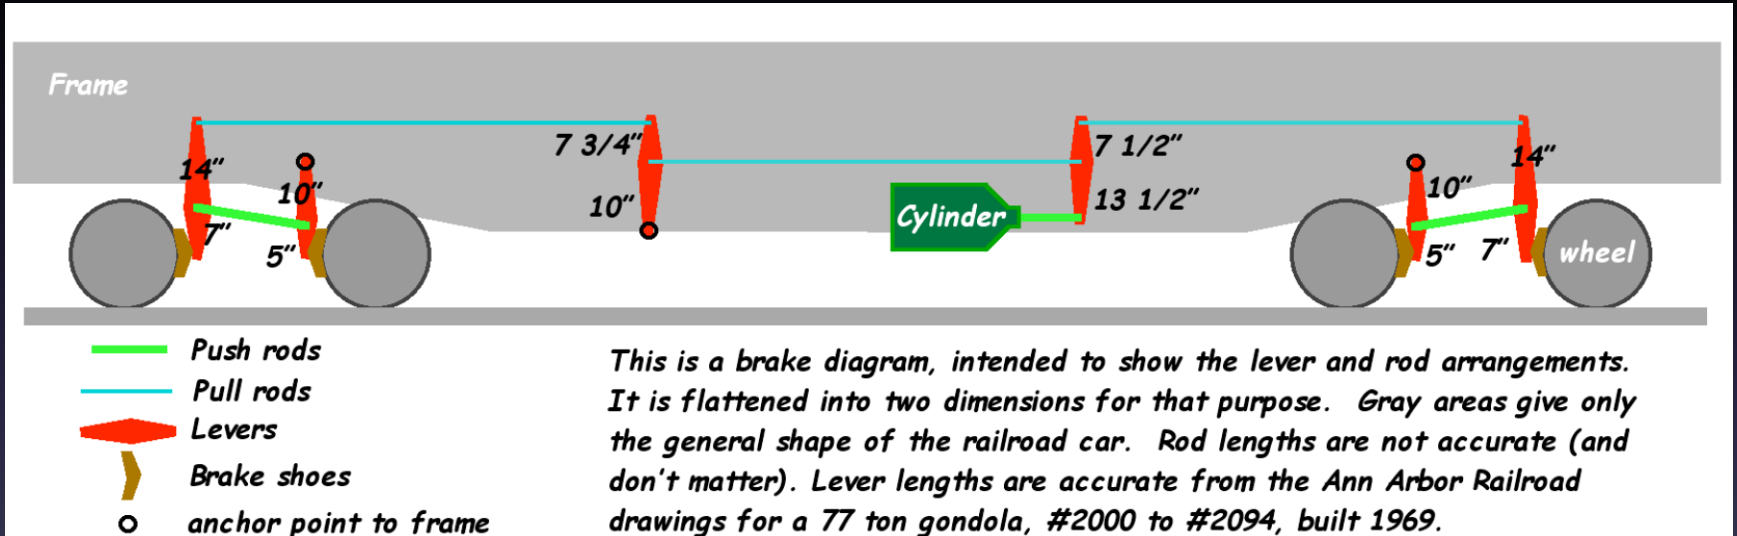 Frame
7 3/4”
7 1/2”
14”
14”
10”
10”
10”
13 1/2”
Cylinder
7”
5”
5”
7”
wheel
Push rods
Pull rods
Levers
Brake shoes
anchor point to frame
This is a brake diagram, intended to show the lever and rod arrangements.
It is flattened into two dimensions for that purpose.  Gray areas give only
the general shape of the railroad car.  Rod lengths are not accurate (and
don’t matter). Lever lengths are accurate from the Ann Arbor Railroad
drawings for a 77 ton gondola, #2000 to #2094, built 1969.